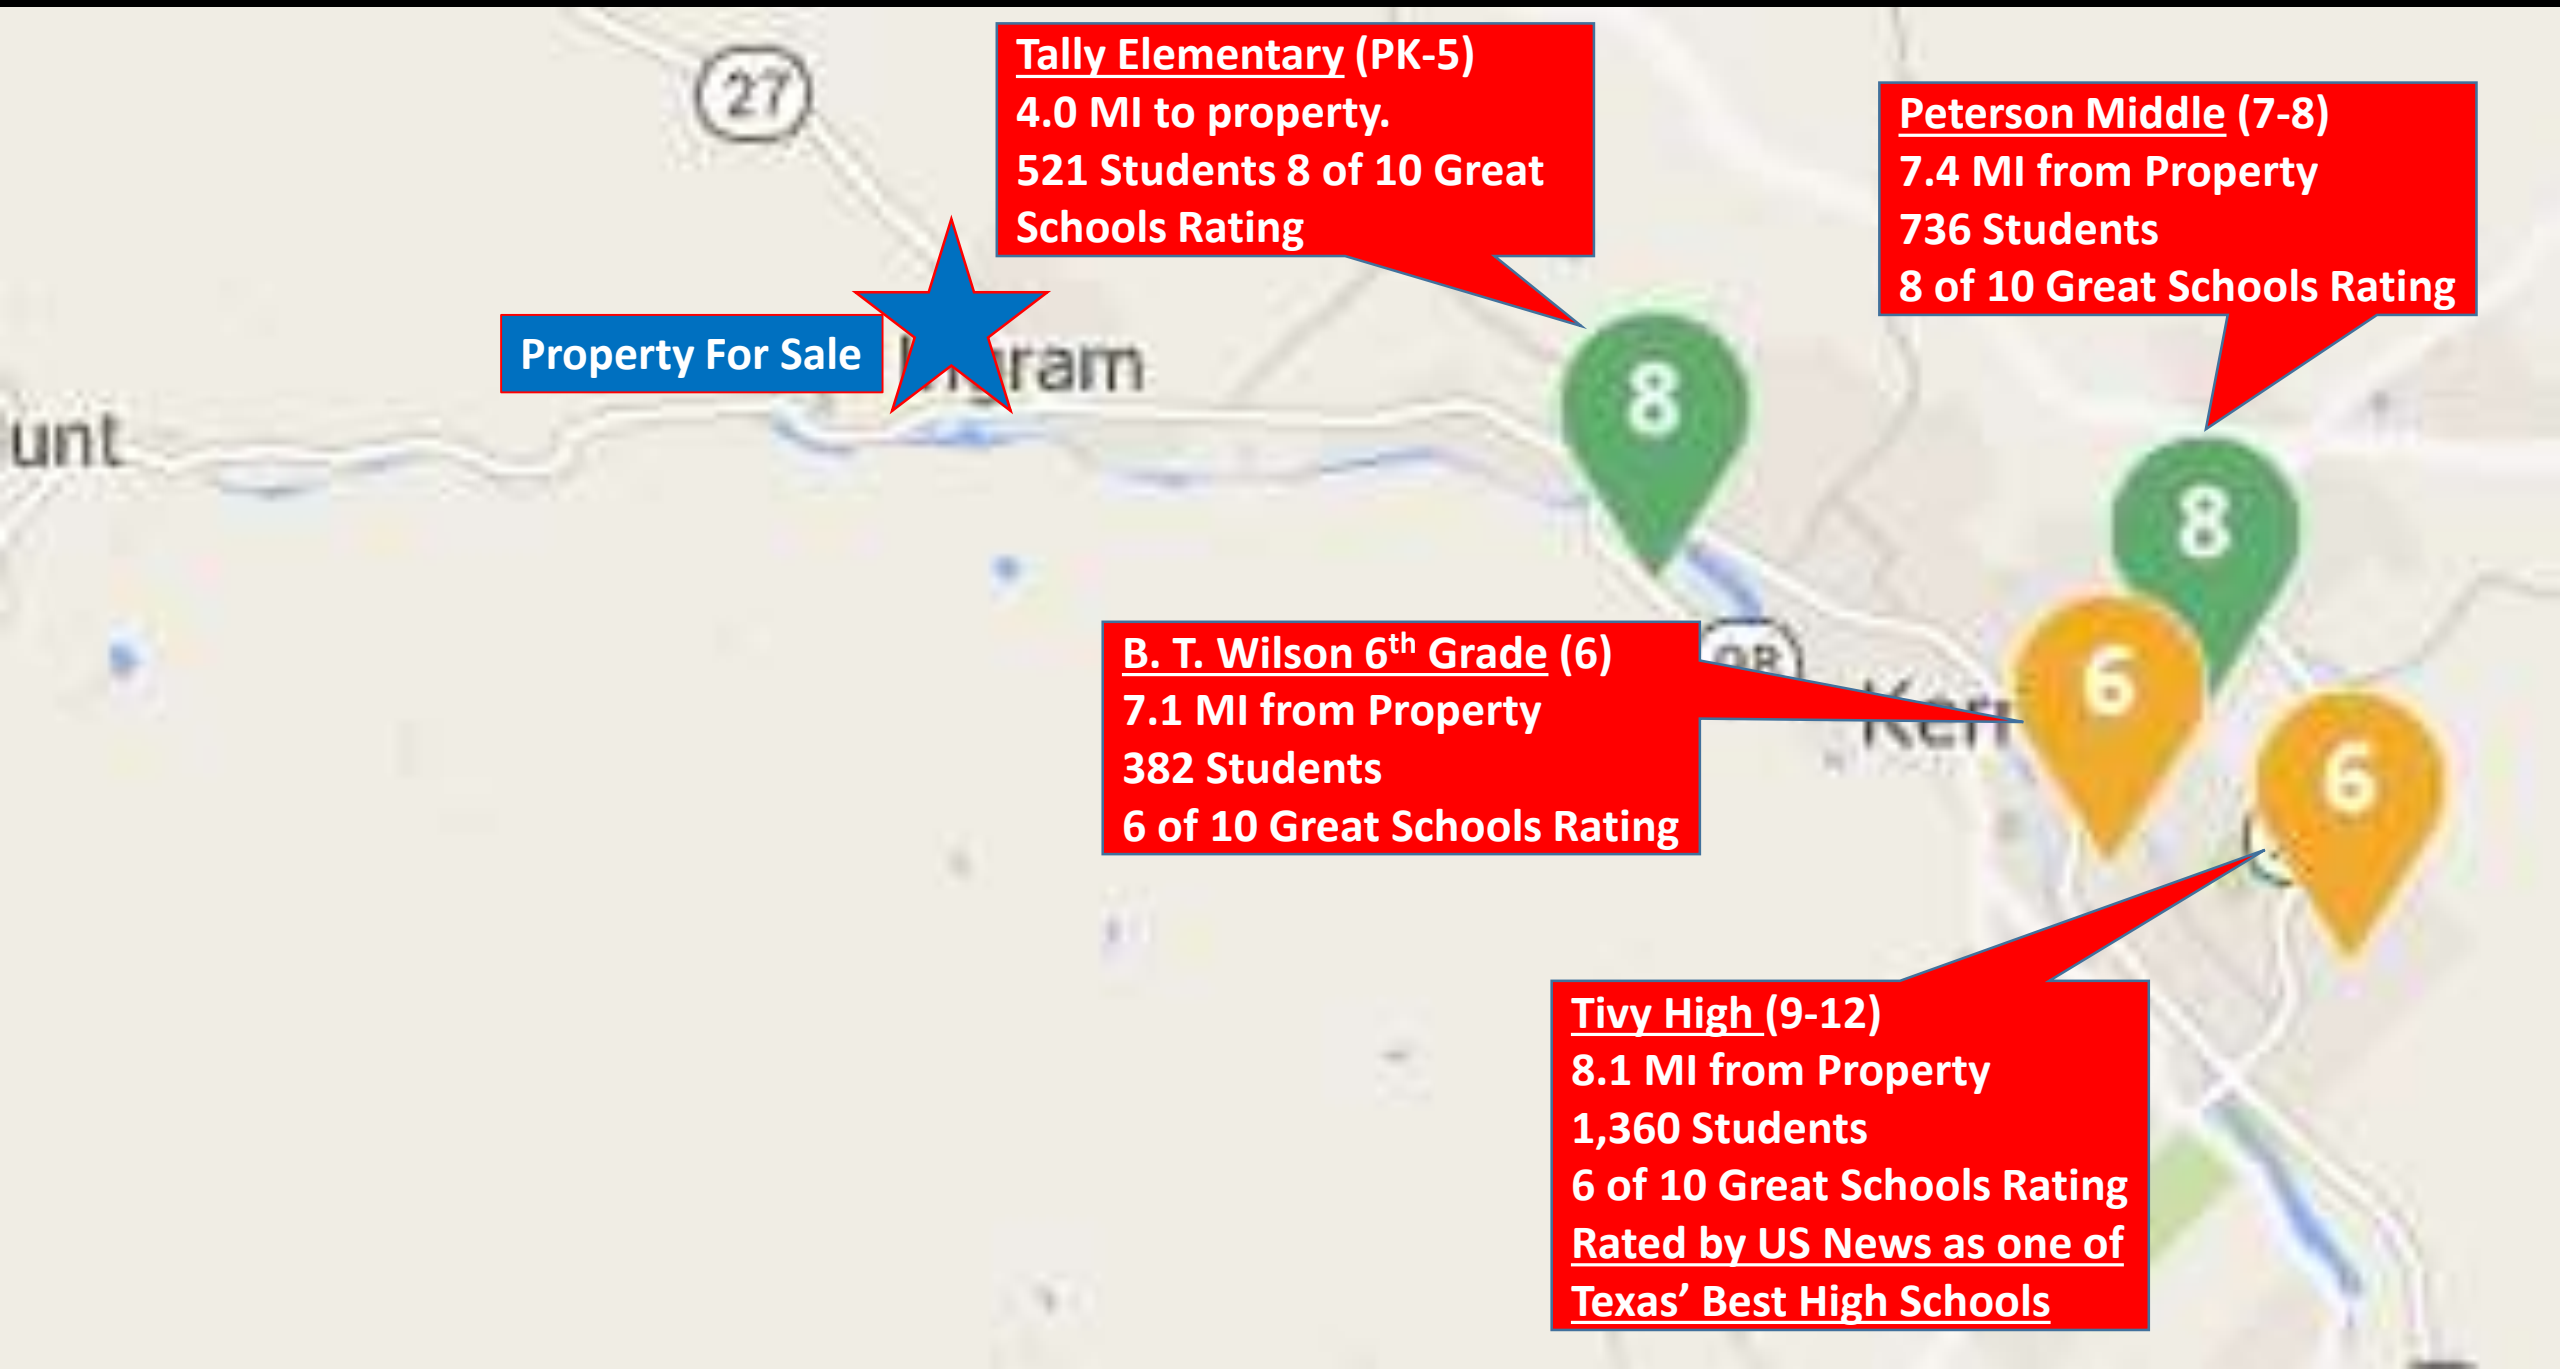 27
Tally Elementary (PK-5)
4.0 MI to property.
521 Students 8 of 10 Great
Schools Rating
Peterson Middle (7-8)
7.4 MI from Property
736 Students
8 of 10 Great Schools Rating
Property For Sale
8
8
B. T. Wilson 6th Grade (6)
7.1 MI from Property
382 Students
6 of 10 Great Schools Rating
6
6
Tivy High (9-12)
8.1 MI from Property
1,360 Students
6 of 10 Great Schools Rating
Rated by US News as one of
Texas’ Best High Schools